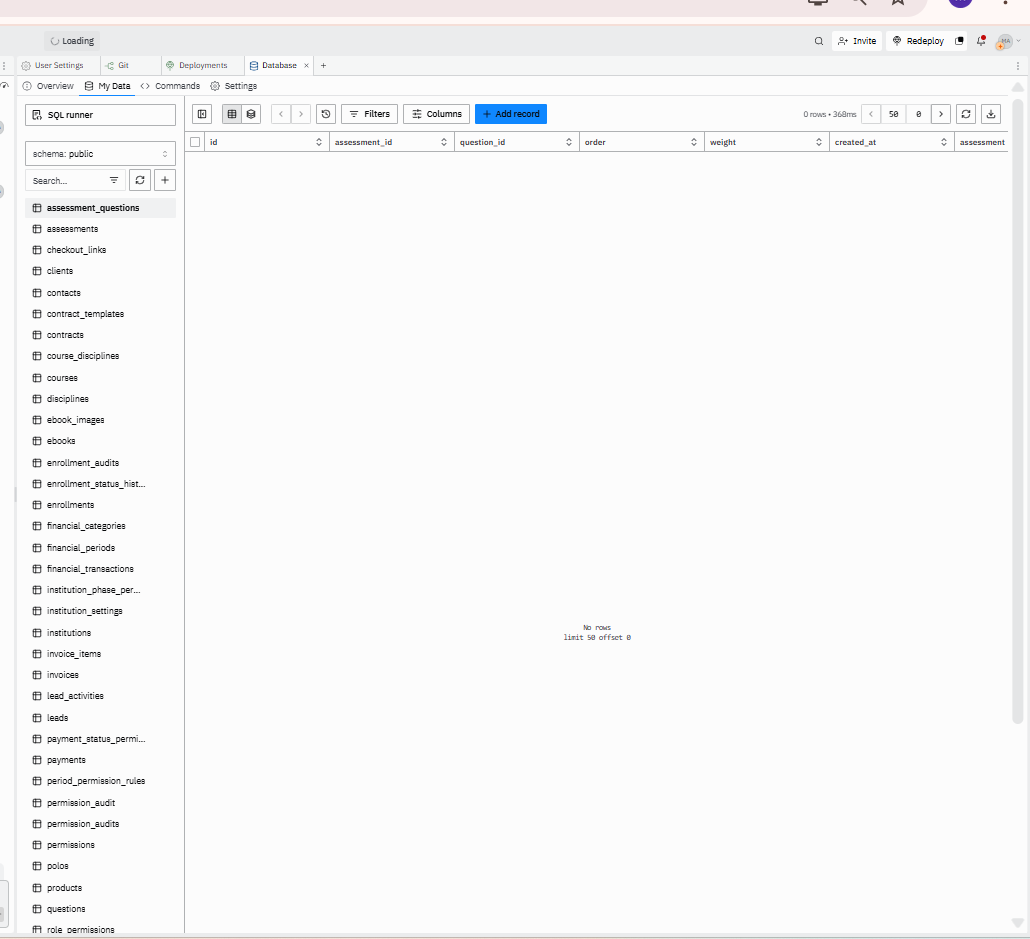 Loading
Invite
Redeploy
MA
User Settings
Git
Deployments
Database
Overview
My Data
Commands
Settings
SQL runner
Filters
Columns
Add record
0 rows • 368ms
50
0
schema: public
Search...
id
assessment_id
question_id
order
weight
created_at
assessment
assessment_questions
assessments
checkout_links
clients
contacts
contract_templates
contracts
course_disciplines
courses
disciplines
ebook_images
ebooks
enrollment_audits
enrollment_status_hist...
enrollments
financial_categories
financial_periods
financial_transactions
institution_phase_per...
institution_settings
institutions
invoice_items
invoices
lead_activities
leads
payment_status_permi...
payments
period_permission_rules
permission_audit
permission_audits
permissions
polos
products
questions
role_permissions
No rows
limit 50 offset 0